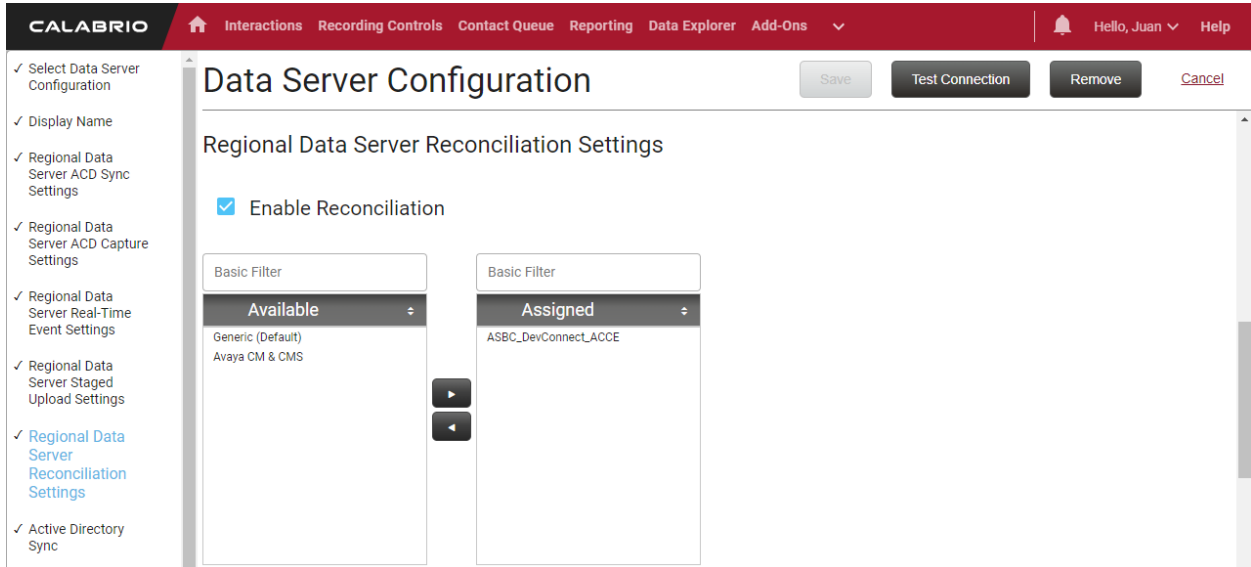 CALABRIO
Interactions Recording Controls Contact Queue Reporting Data Explorer Add-Ons
Hello, Juan Help
✓ Select Data Server
Configuration
✓ Display Name
✓ Regional Data
Server ACD Sync
Settings
✓ Regional Data
Server ACD Capture
Settings
✓ Regional Data
Server Real-Time
Event Settings
✓ Regional Data
Server Staged
Upload Settings
✓ Regional Data
Server
Reconciliation
Settings
✓ Active Directory
Sync
Data Server Configuration
Save Test Connection Remove Cancel
Regional Data Server Reconciliation Settings
Enable Reconciliation
Basic Filter
Available
Generic (Default)
Avaya CM & CMS
Basic Filter
Assigned
ASBC_DevConnect_ACCE